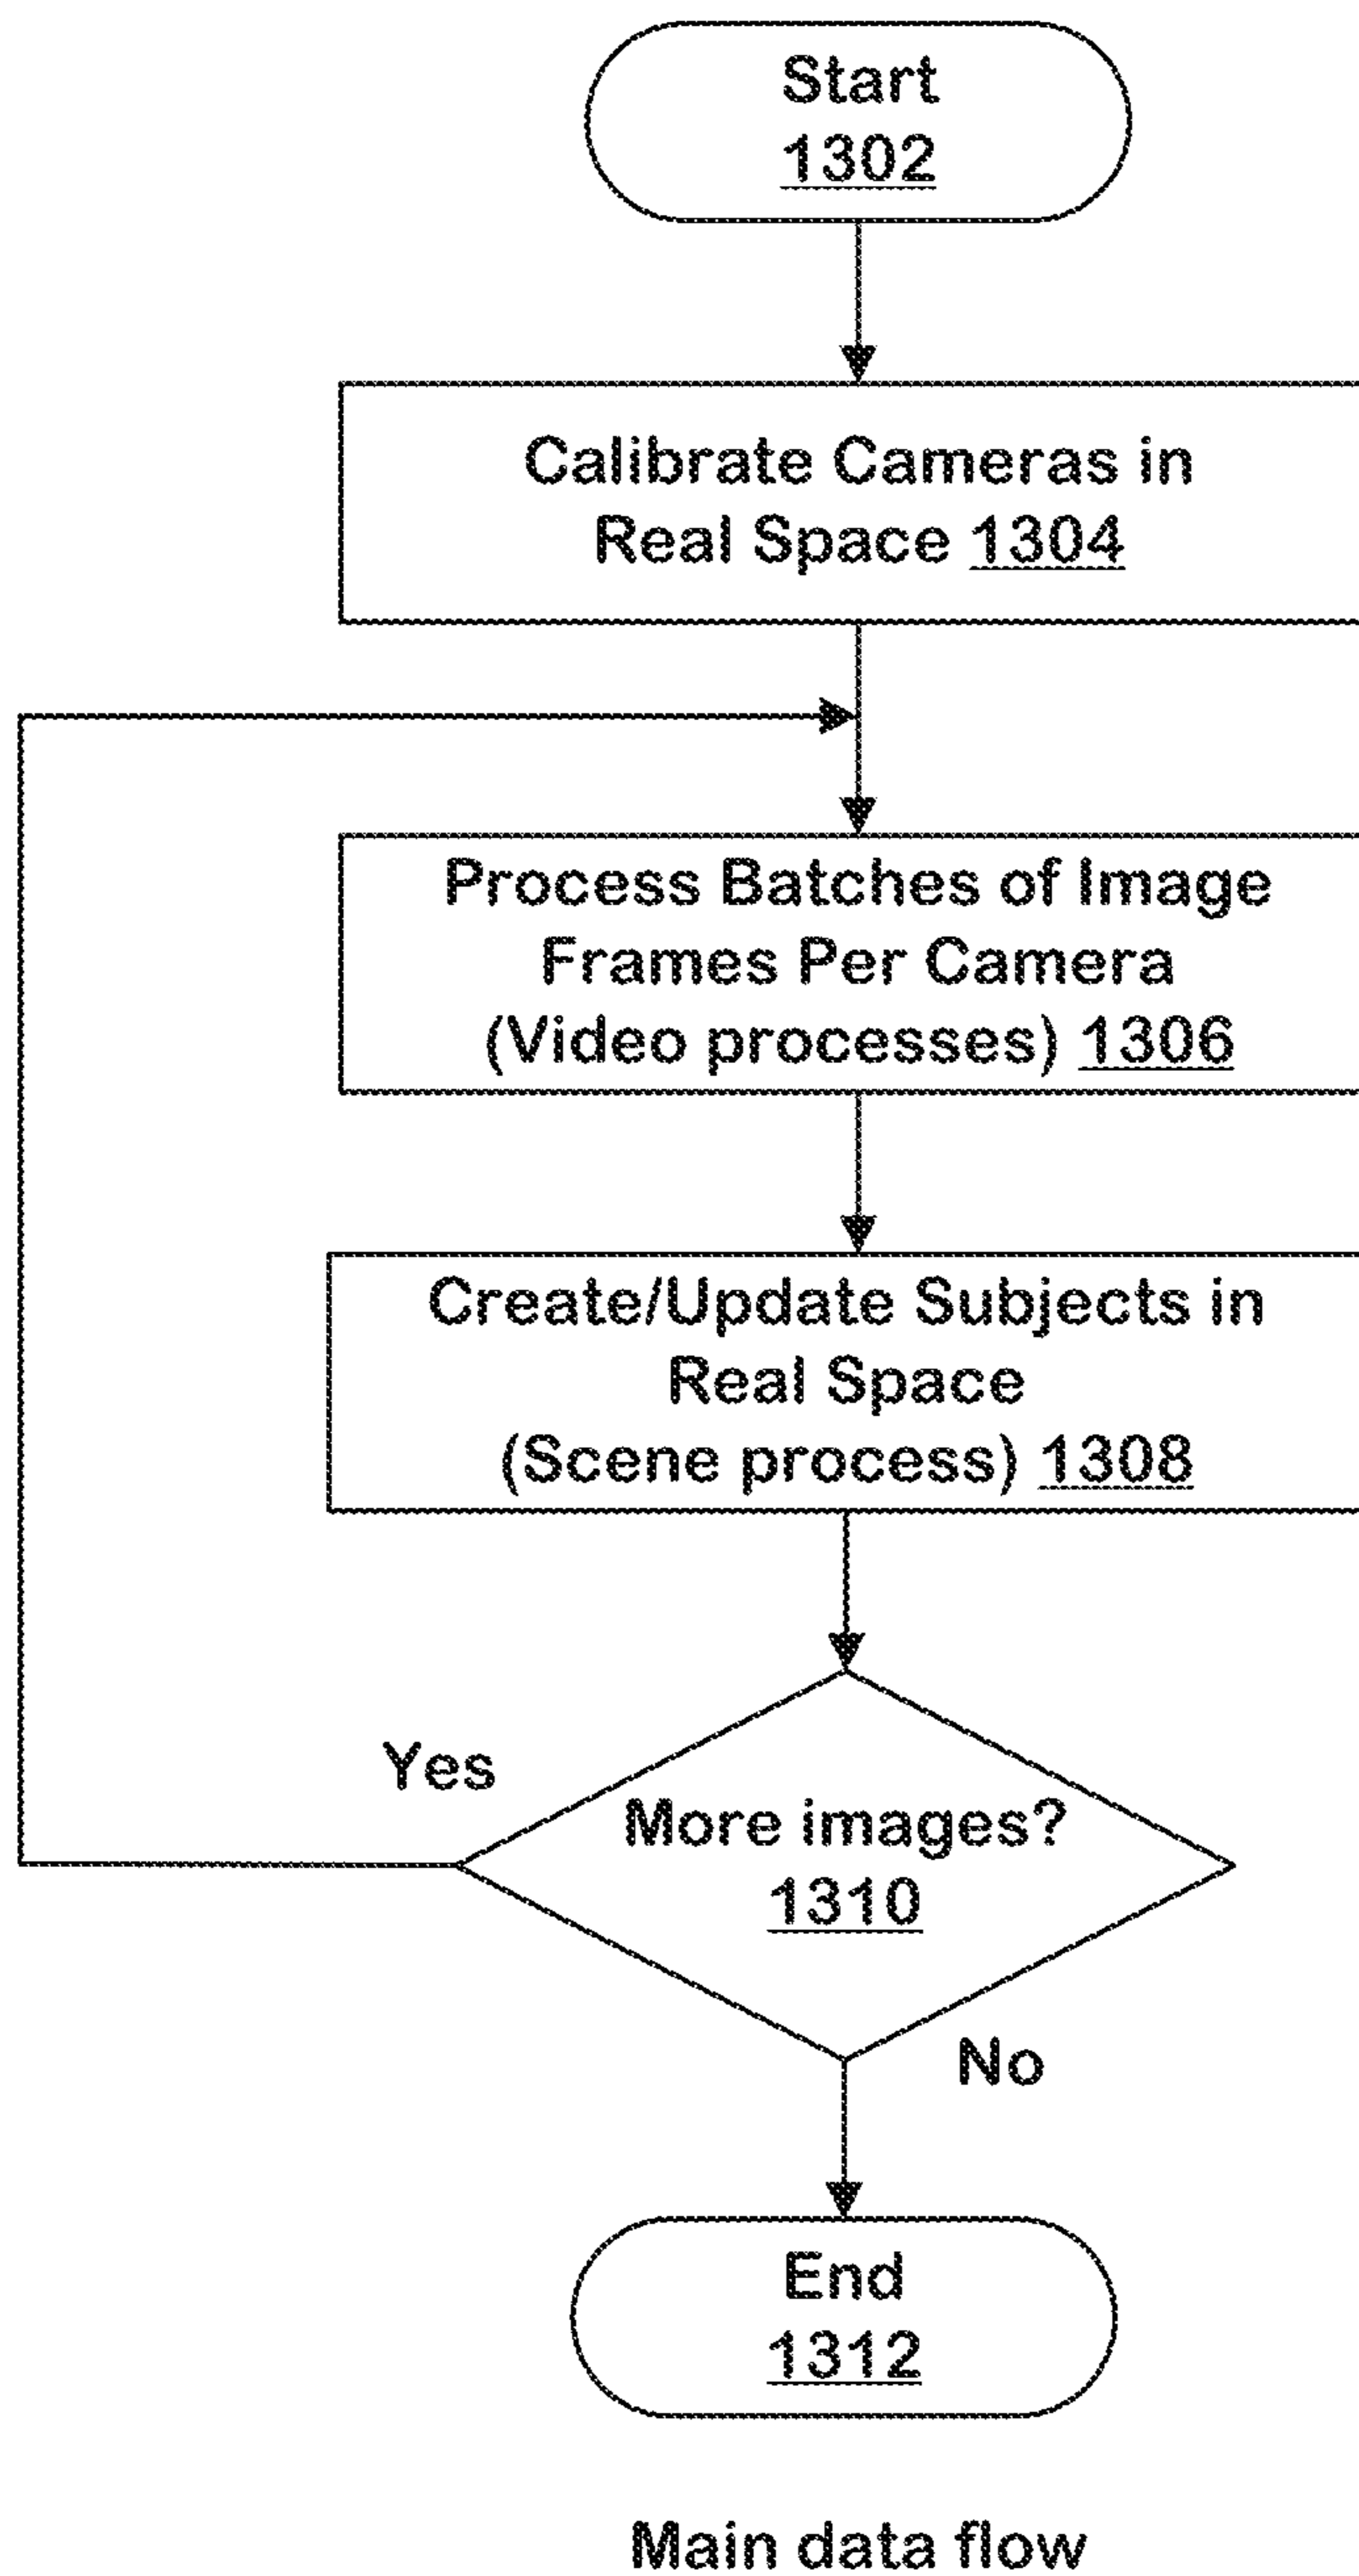 Start
1302
Calibrate Cameras in
Real Space 1304
Process Batches of Image
Frames Per Camera
(Video processes) 1306
Create/Update Subjects in
Real Space
(Scene process) 1308
Yes
More images?
1310
No
End
1312
Main data flow